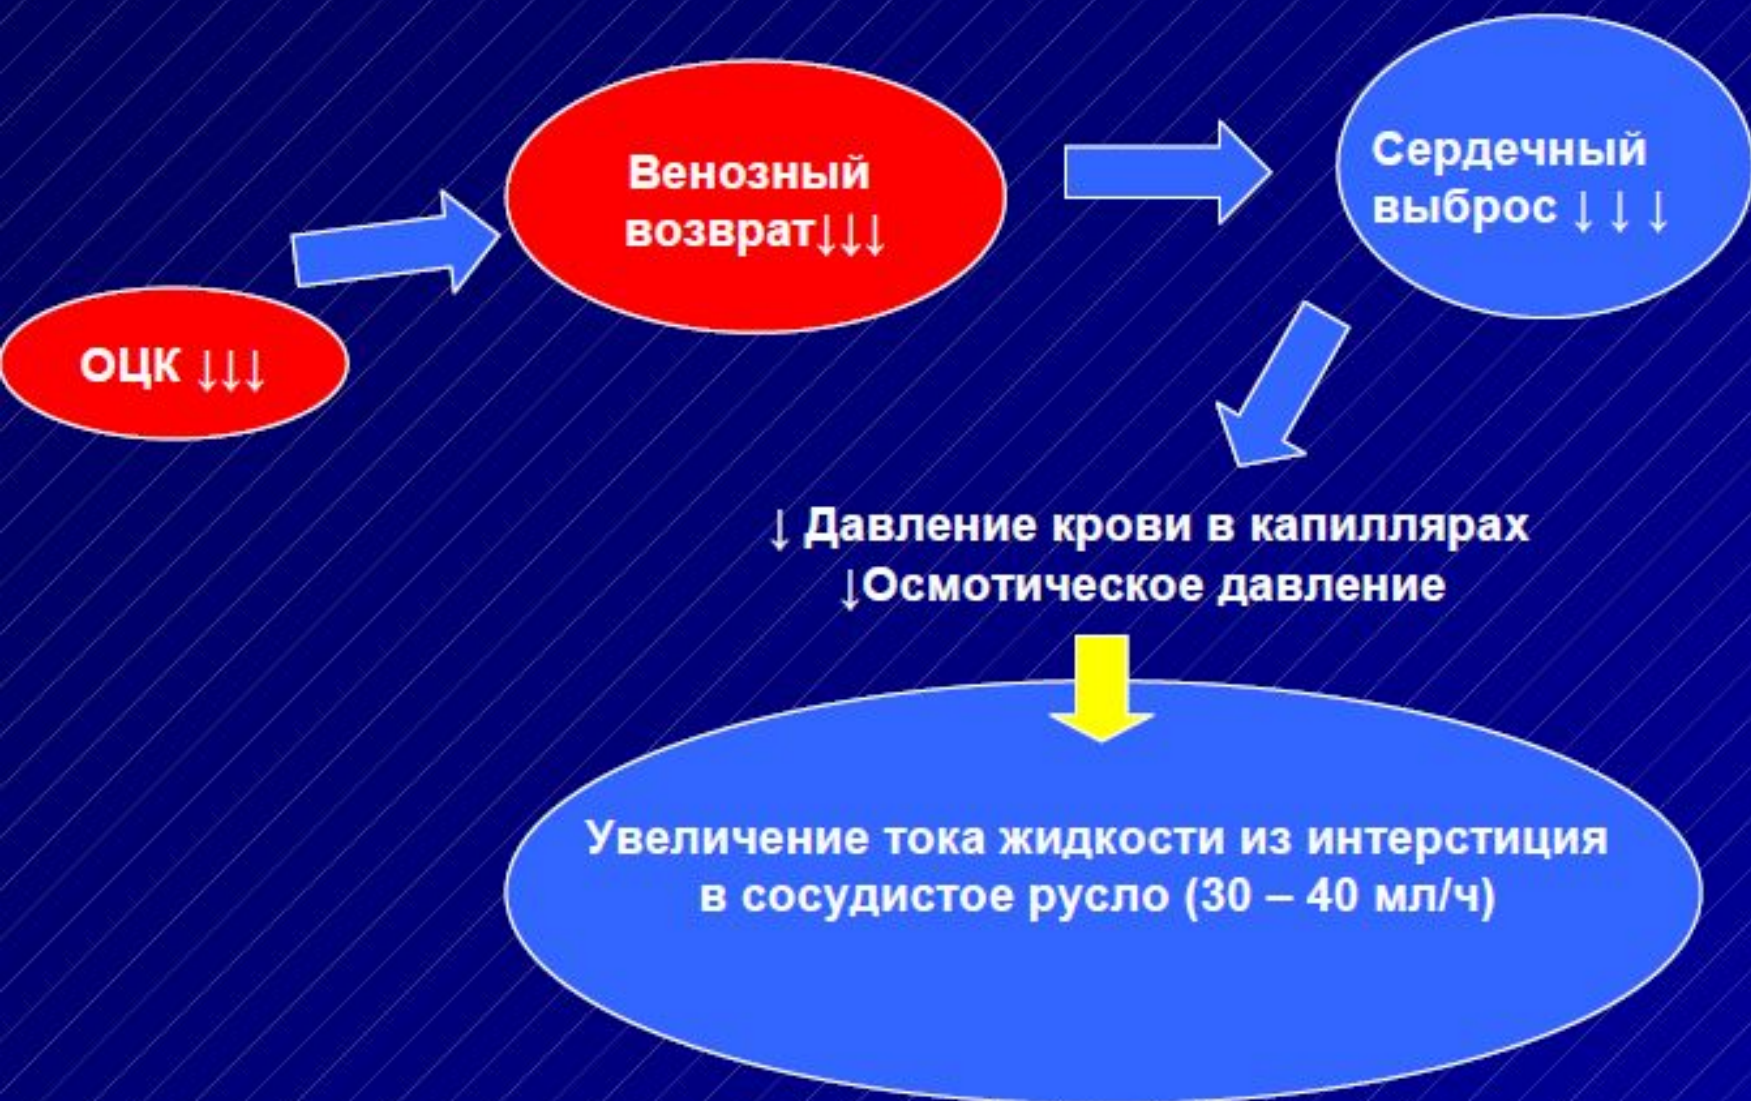 Венозный
возврат↓↓↓
Сердечный
выброс ↓ ↓ ↓
ОЦК ↓↓↓
↓ Давление крови в капиллярах
↓Осмотическое давление
Увеличение тока жидкости из интерстиция
в сосудистое русло (30 – 40 мл/ч)